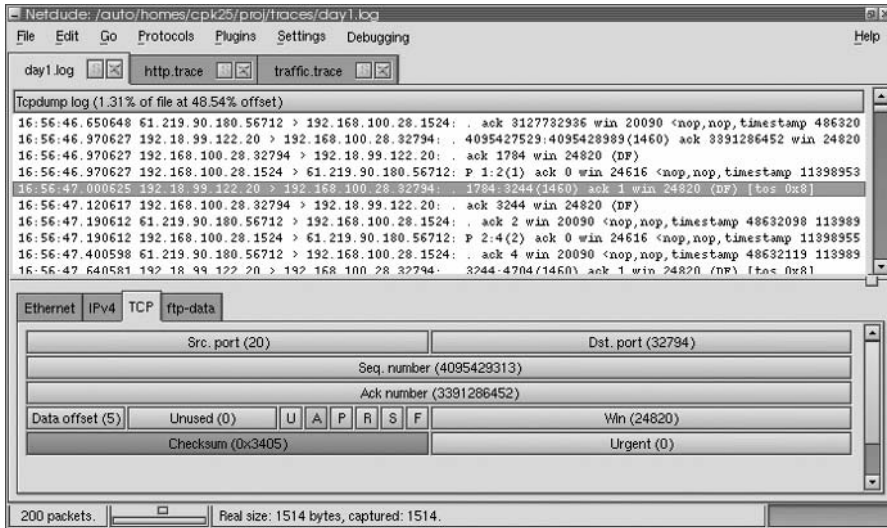 Netdude: /auto/homes/cpk25/proj/traces/day1.log
File Edit Go Protocols Plugins Settings Debugging Help
day1.log http.trace traffic.trace
Tcpdump log (1.31% of file at 48.54% offset)
16:56:46.650648 61.219.90.180.56712 > 192.168.100.28.1524: . ack 3127732936 win 20090 <nop,nop,timestamp 486320
16:56:46.970627 192.18.99.122.20 > 192.168.100.28.32794: . 4095427529:4095428989(1460) ack 3391286452 win 24820
16:56:46.970627 192.168.100.28.32794 > 192.18.99.122.20: . ack 1784 win 24820 (DF)
16:56:46.970627 192.168.100.28.1524 > 61.219.90.180.56712: P 1:2(1) ack 0 win 24616 <nop,nop,timestamp 11398953
16:56:47.000625 192.18.99.122.20 > 192.168.100.28.32794: . 1784:3244(1460) ack 1 win 24820 (DF) [tos 0x8]
16:56:47.120617 192.168.100.28.32794 > 192.18.99.122.20: . ack 3244 win 24820 (DF)
16:56:47.190612 61.219.90.180.56712 > 192.168.100.28.1524: . ack 2 win 20090 <nop,nop,timestamp 48632098 113989
16:56:47.190612 192.168.100.28.1524 > 61.219.90.180.56712: P 2:4(2) ack 0 win 24616 <nop,nop,timestamp 11398955
16:56:47.400598 61.219.90.180.56712 > 192.168.100.28.1524: . ack 4 win 20090 <nop,nop,timestamp 48632119 113989
16:56:47.640581 192.18.99.122.20 > 192.168.100.28.32794: . 3244:4704(1460) ack 1 win 24820 (DF) [tos 0x8]
Ethernet IPv4 TCP ftp-data
Src. port (20) Dst. port (32794)
Seq. number (4095429313)
Ack number (3391286452)
Data offset (5) Unused (0) U A P R S F Win (24820)
Checksum (0x3405) Urgent (0)
200 packets. Real size: 1514 bytes, captured: 1514.